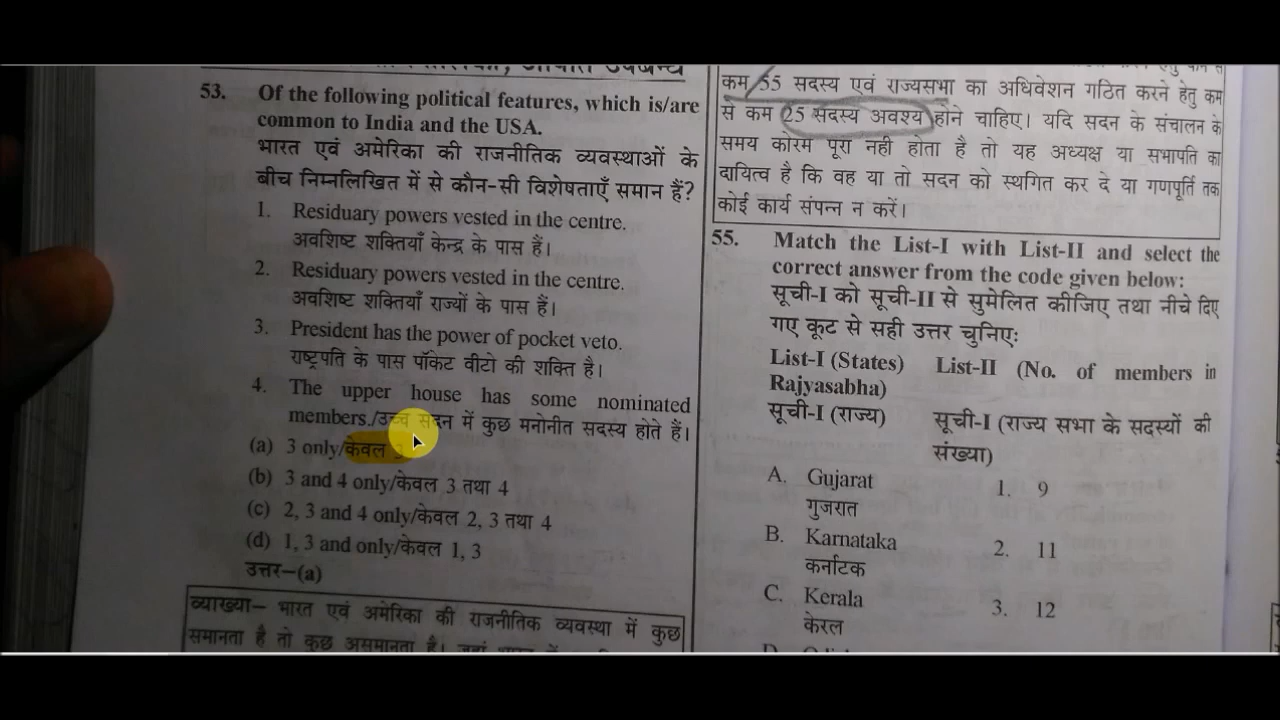 53. Of the following political features, which is/are
common to India and the USA.
भारत एवं अमेरिका की राजनीतिक व्यवस्थाओं के
बीच निम्नलिखित में से कौन-सी विशेषताएँ समान हैं?
1. Residuary powers vested in the centre.
अवशिष्ट शक्तियाँ केन्द्र के पास हैं।
2. Residuary powers vested in the centre.
अवशिष्ट शक्तियाँ राज्यों के पास हैं।
3. President has the power of pocket veto.
राष्ट्रपति के पास पॉकेट वीटो की शक्ति है।
4. The upper house has some nominated
members./उच्च सदन में कुछ मनोनीत सदस्य होते हैं।
(a) 3 only/केवल
(b) 3 and 4 only/केवल 3 तथा 4
(c) 2, 3 and 4 only/केवल 2, 3 तथा 4
(d) 1, 3 and only/केवल 1, 3
उत्तर–(a)
व्याख्या– भारत एवं अमेरिका की राजनीतिक व्यवस्था में कुछ
समानता है तो कुछ असमानता है।
कम 55 सदस्य एवं राज्यसभा का अधिवेशन गठित करने हेतु कम
से कम 25 सदस्य अवश्य होने चाहिए। यदि सदन के संचालन के
समय कोरम पूरा नही होता है तो यह अध्यक्ष या सभापति का
दायित्व है कि वह या तो सदन को स्थगित कर दे या गणपूर्ति तक
कोई कार्य संपन्न न करें।
55. Match the List-I with List-II and select the
correct answer from the code given below:
सूची-I को सूची-II से सुमेलित कीजिए तथा नीचे दिए
गए कूट से सही उत्तर चुनिएः
List-I (States) List-II (No. of members in
Rajyasabha)
सूची-I (राज्य) सूची-I (राज्य सभा के सदस्यों की
संख्या)
A. Gujarat 1. 9
गुजरात
B. Karnataka 2. 11
कर्नाटक
C. Kerala 3. 12
केरल